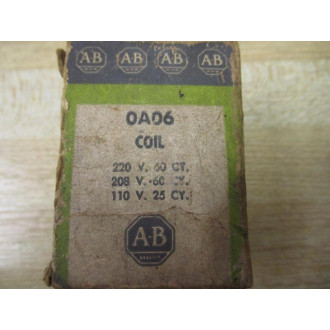 AB AB AB AB
0A06
COIL
220 V. 60 CY.
208 V.-60 CY.
110 V. 25 CY.
A-B